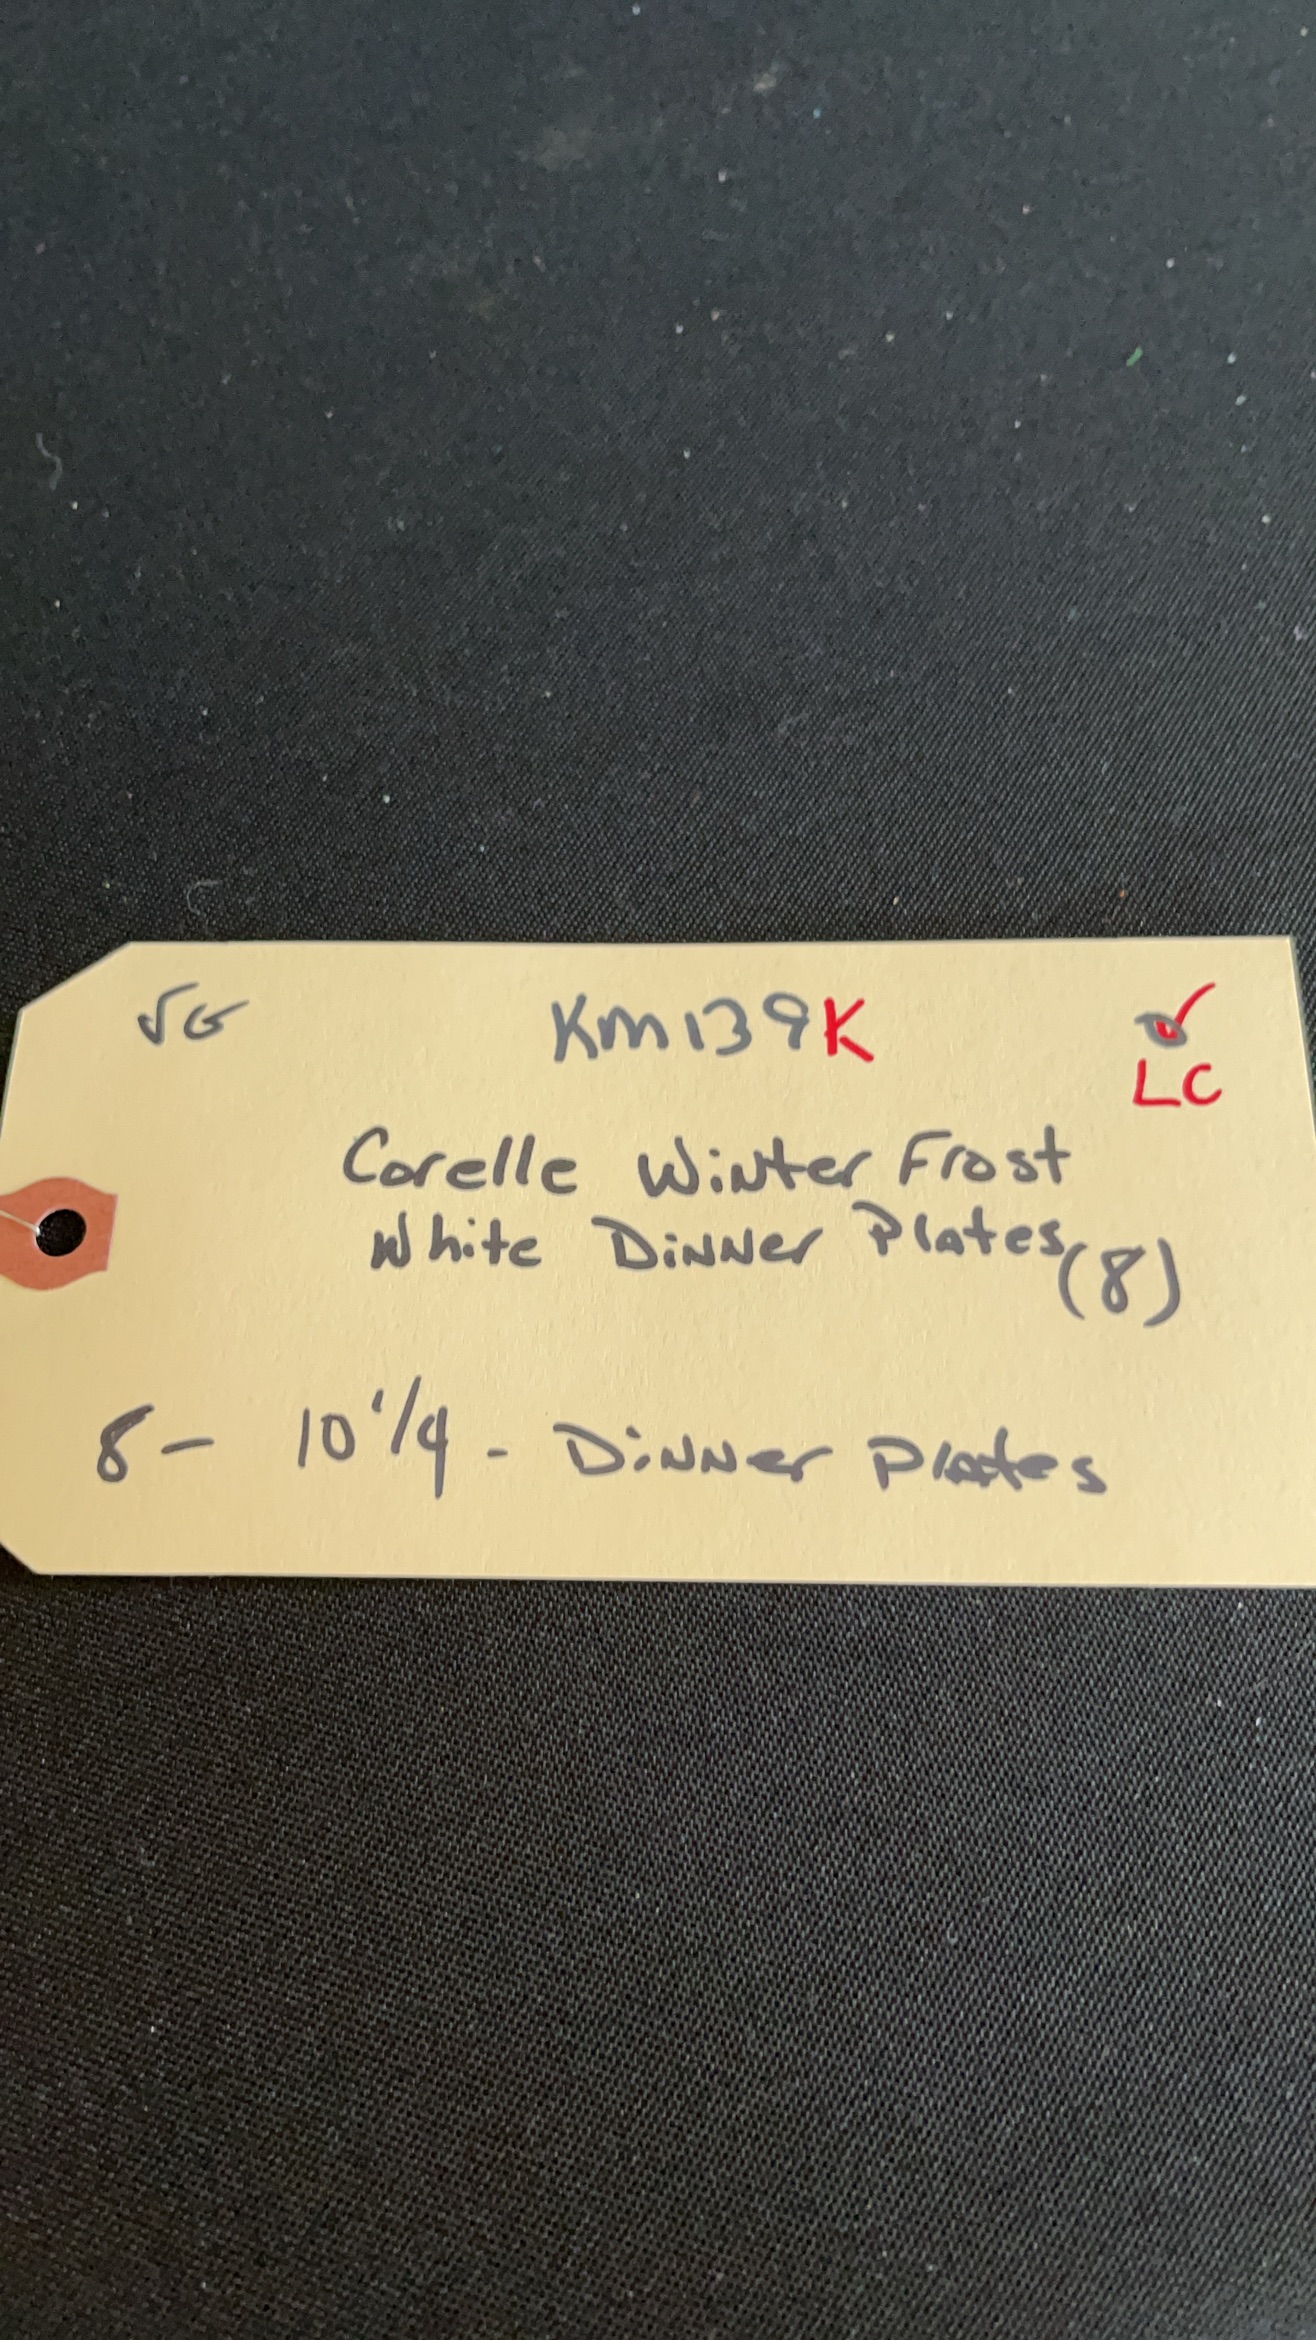 VG KM139K
LC
Corelle Winter Frost
White Dinner Plates (8)
8 - 10 1/4 - Dinner Plates